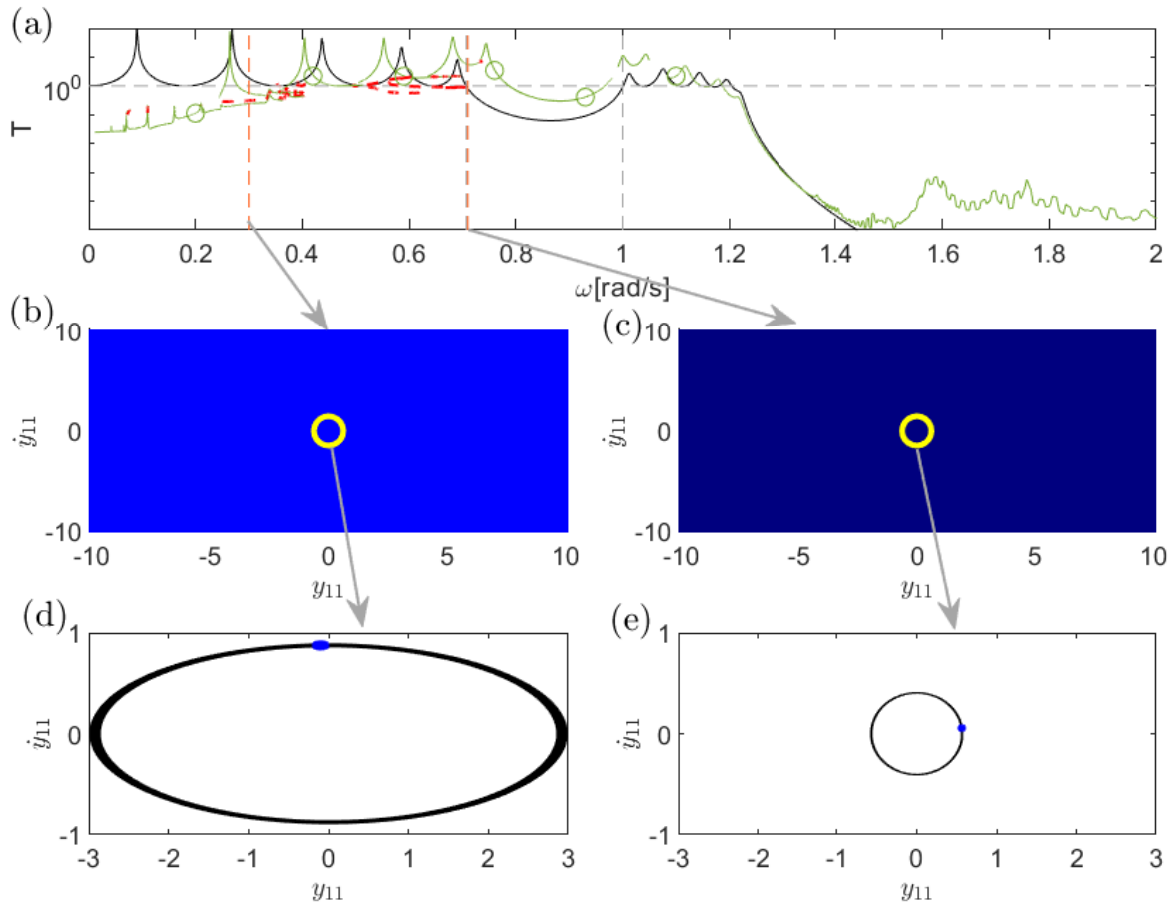 (a)
T
10⁰
0 0.2 0.4 0.6 0.8 1 1.2 1.4 1.6 1.8 2
ω[rad/s]
(b)
10
0
-10
ẏ₁₁
-10 -5 0 5 10
y₁₁
(c)
10
0
-10
ẏ₁₁
-10 -5 0 5 10
y₁₁
(d)
1
0
-1
ẏ₁₁
-3 -2 -1 0 1 2 3
y₁₁
(e)
1
0
-1
ẏ₁₁
-3 -2 -1 0 1 2 3
y₁₁